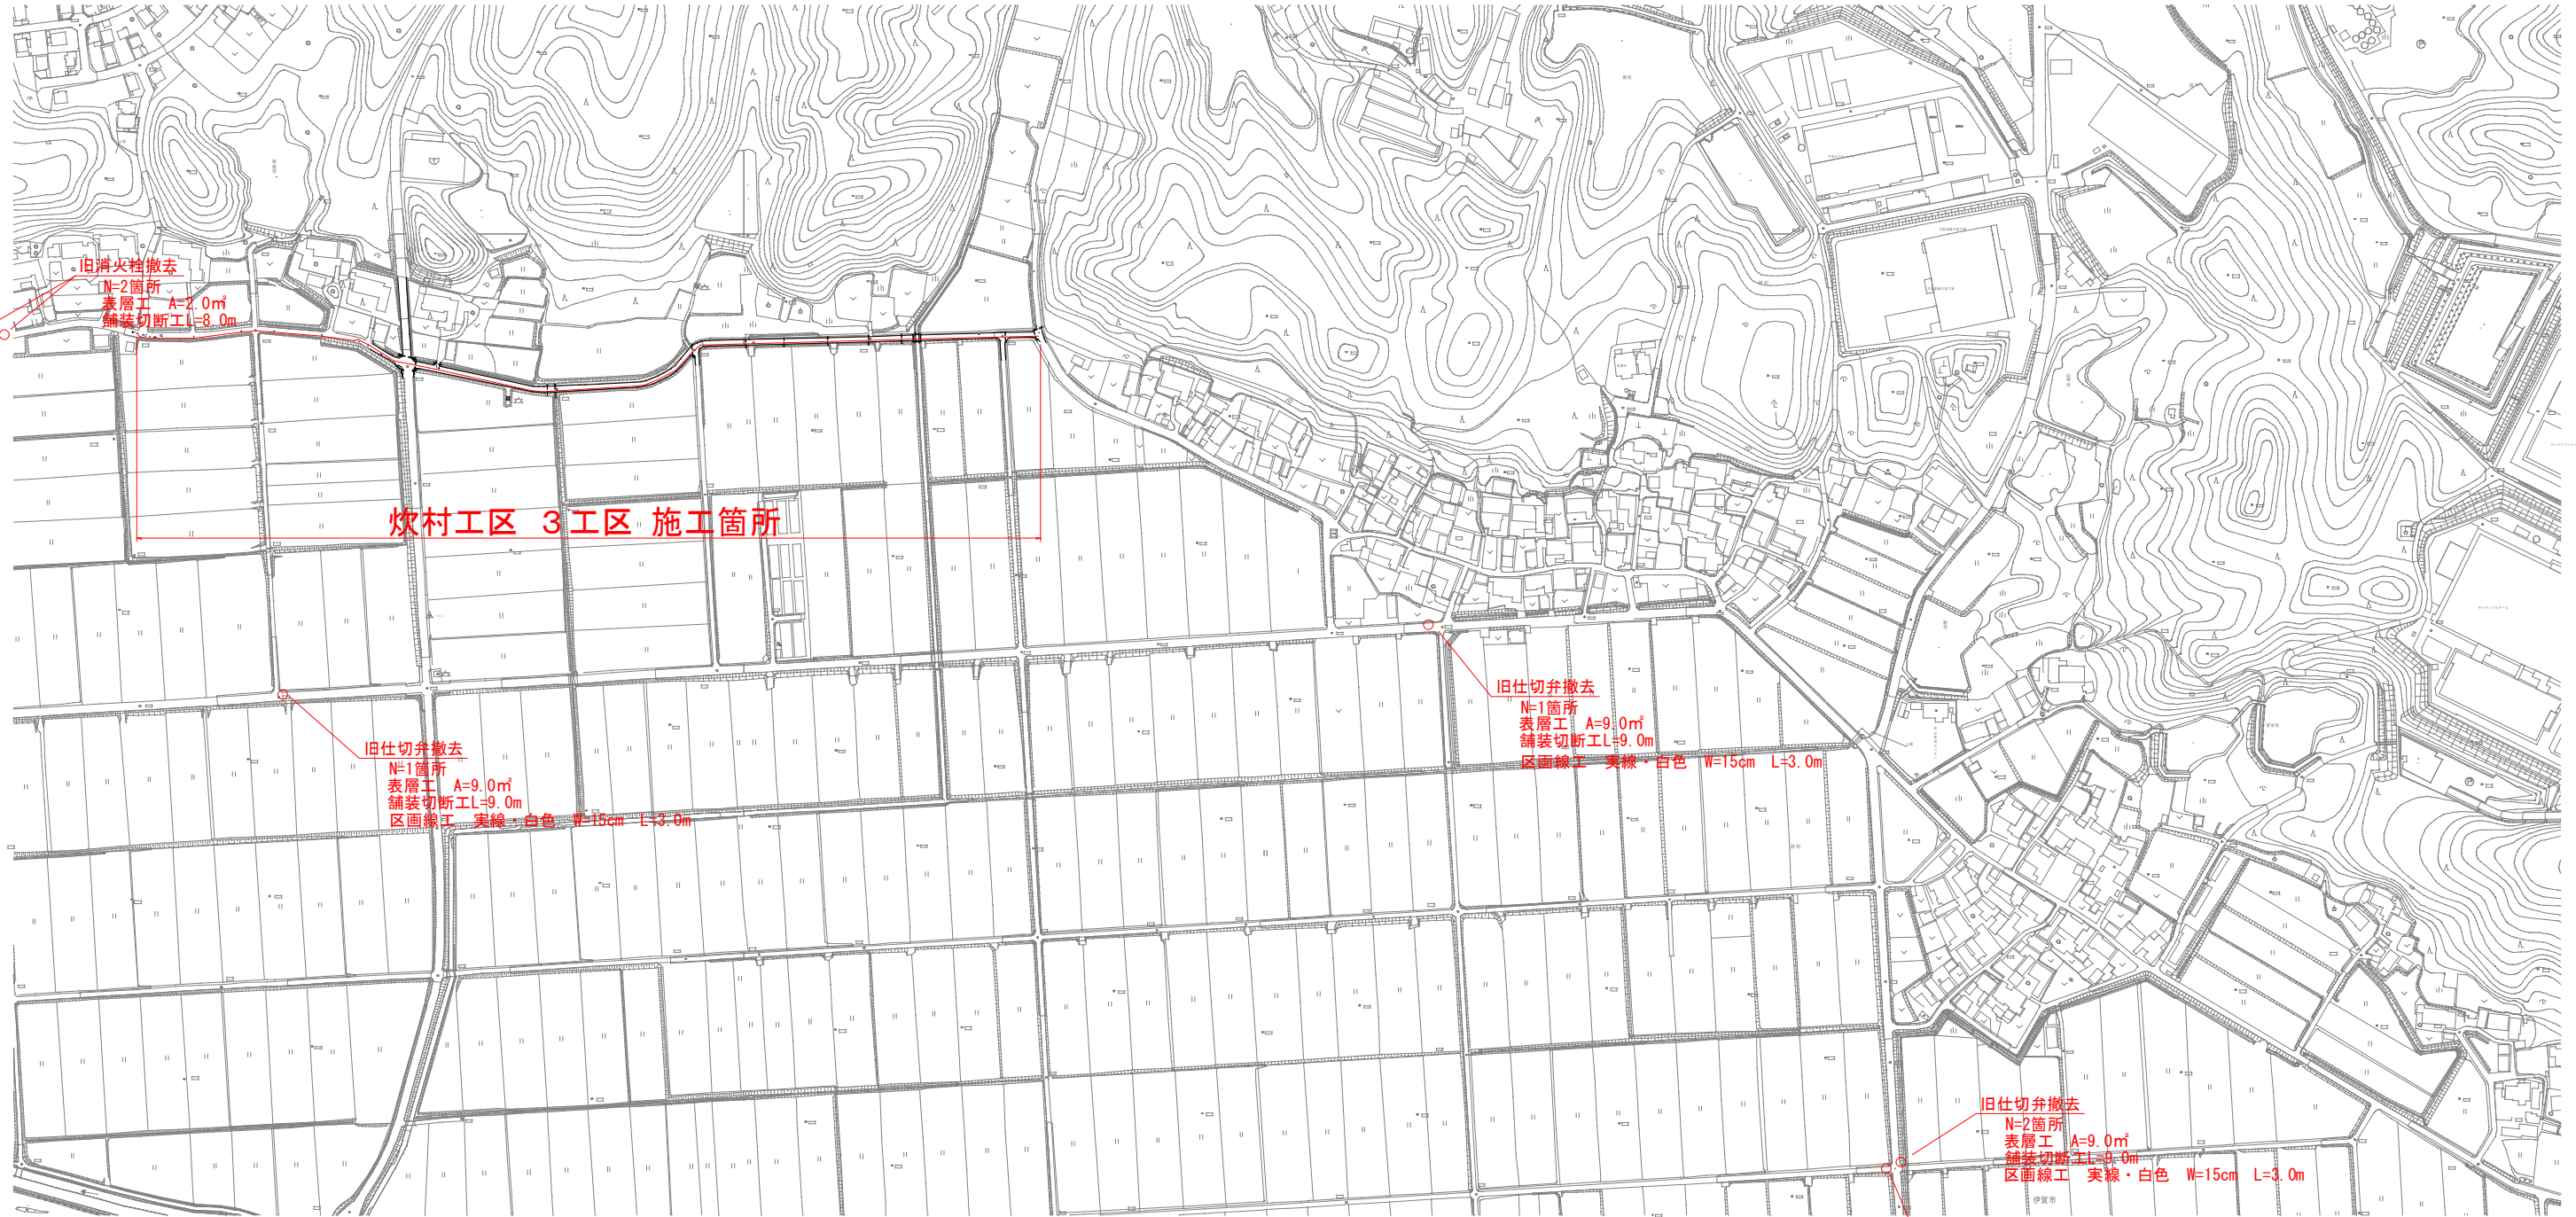 旧消火栓撤去
N=2箇所
表層工　A=2.0㎡
舗装切断工L=8.0m
炊村工区　3工区 施工箇所
旧仕切弁撤去
N=1箇所
表層工　A=9.0㎡
舗装切断工L=9.0m
区画線工　実線・白色　W=15cm　L=3.0m
旧仕切弁撤去
N=1箇所
表層工　A=9.0㎡
舗装切断工L=9.0m
区画線工　実線・白色　W=15cm　L=3.0m
旧仕切弁撤去
N=2箇所
表層工　A=9.0㎡
舗装切断工L=9.0m
区画線工　実線・白色　W=15cm　L=3.0m
伊賀市